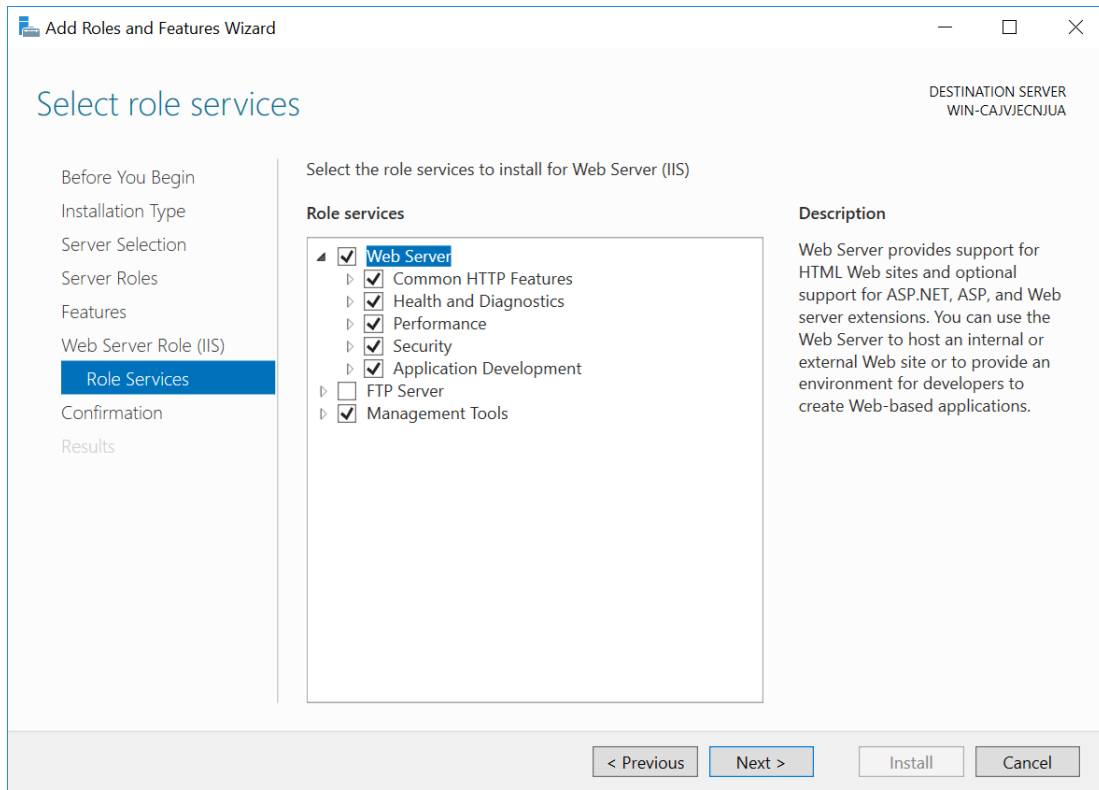 Add Roles and Features Wizard
Select role services
DESTINATION SERVER
WIN-CAJVJECNJUA
Before You Begin
Installation Type
Server Selection
Server Roles
Features
Web Server Role (IIS)
Role Services
Confirmation
Results
Select the role services to install for Web Server (IIS)
Role services
Web Server
Common HTTP Features
Health and Diagnostics
Performance
Security
Application Development
FTP Server
Management Tools
Description
Web Server provides support for
HTML Web sites and optional
support for ASP.NET, ASP, and Web
server extensions. You can use the
Web Server to host an internal or
external Web site or to provide an
environment for developers to
create Web-based applications.
< Previous
Next >
Install
Cancel